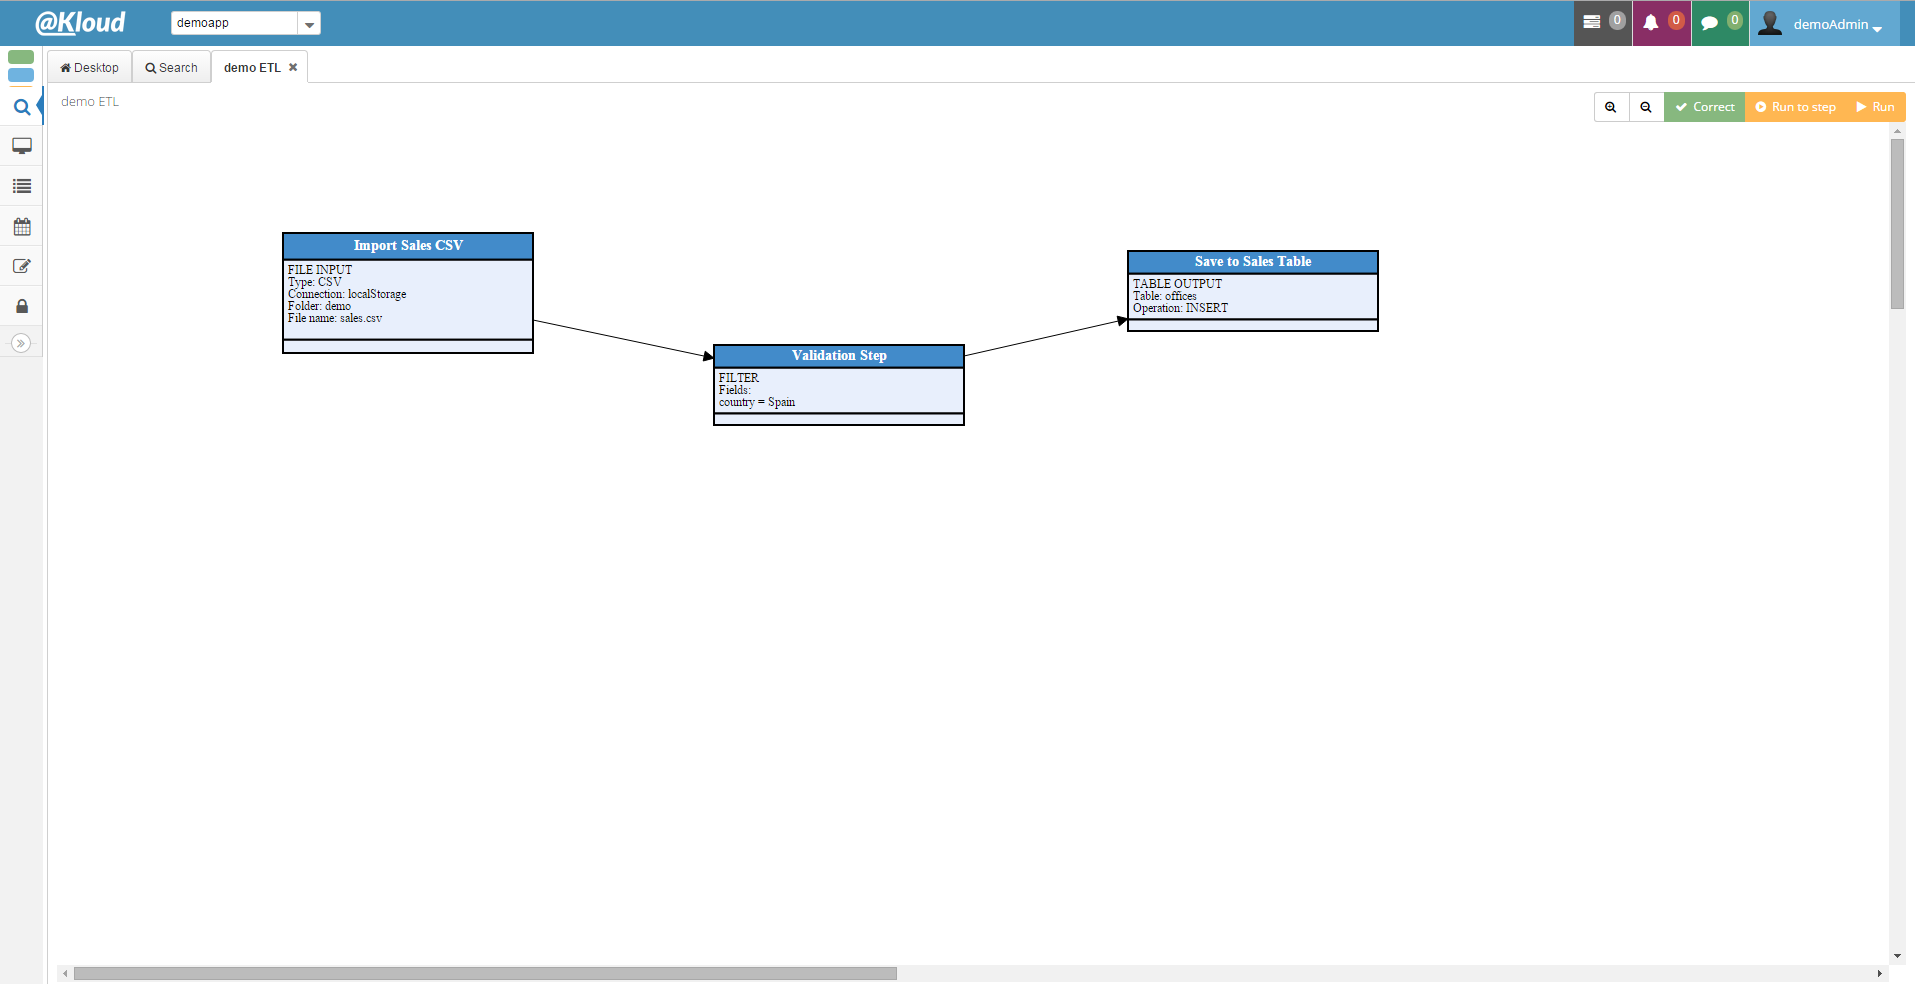 @Kloud
demoapp
0
0
0
demoAdmin
Desktop
Search
demo ETL
demo ETL
Correct
Run to step
Run
Import Sales CSV
FILE INPUT
Type: CSV
Connection: localStorage
Folder: demo
File name: sales.csv
Validation Step
FILTER
Fields:
country = Spain
Save to Sales Table
TABLE OUTPUT
Table: offices
Operation: INSERT